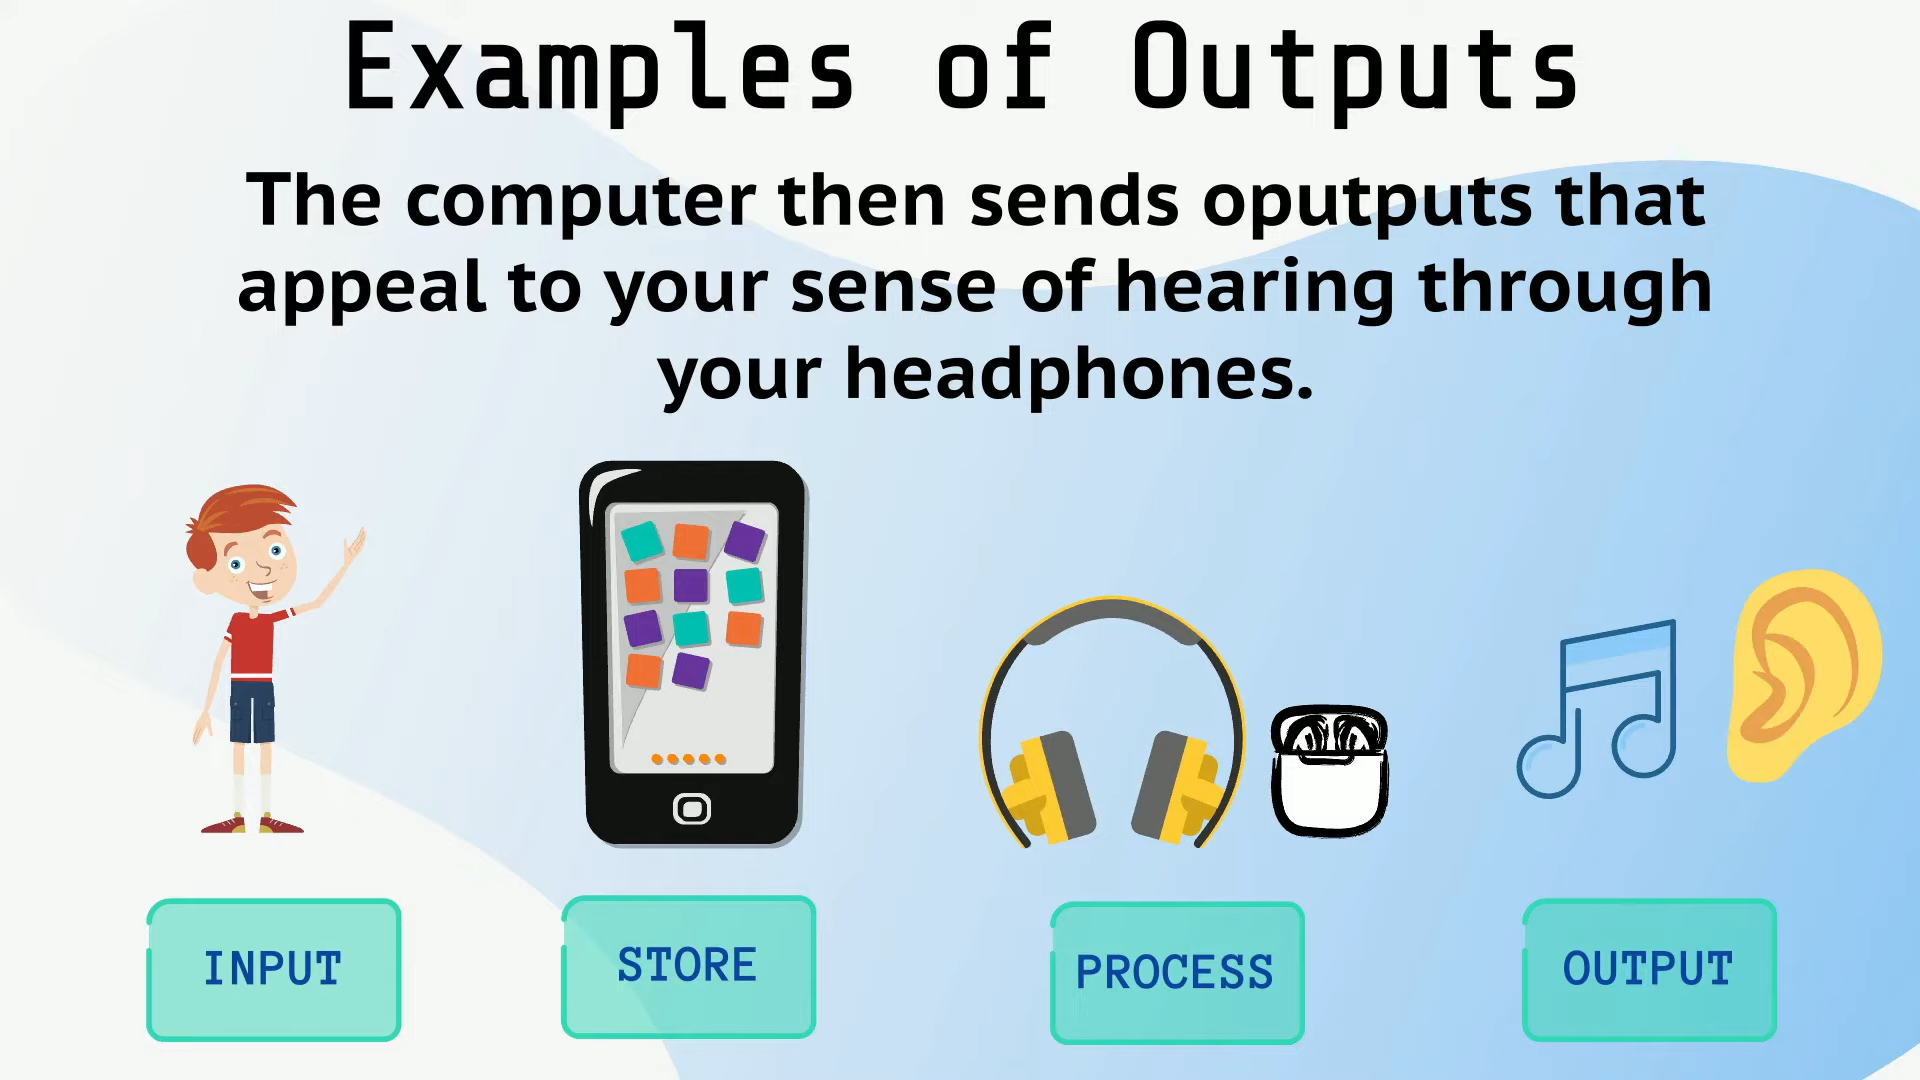 Examples of Outputs
The computer then sends oputputs that
appeal to your sense of hearing through
your headphones.
INPUT
STORE
PROCESS
OUTPUT